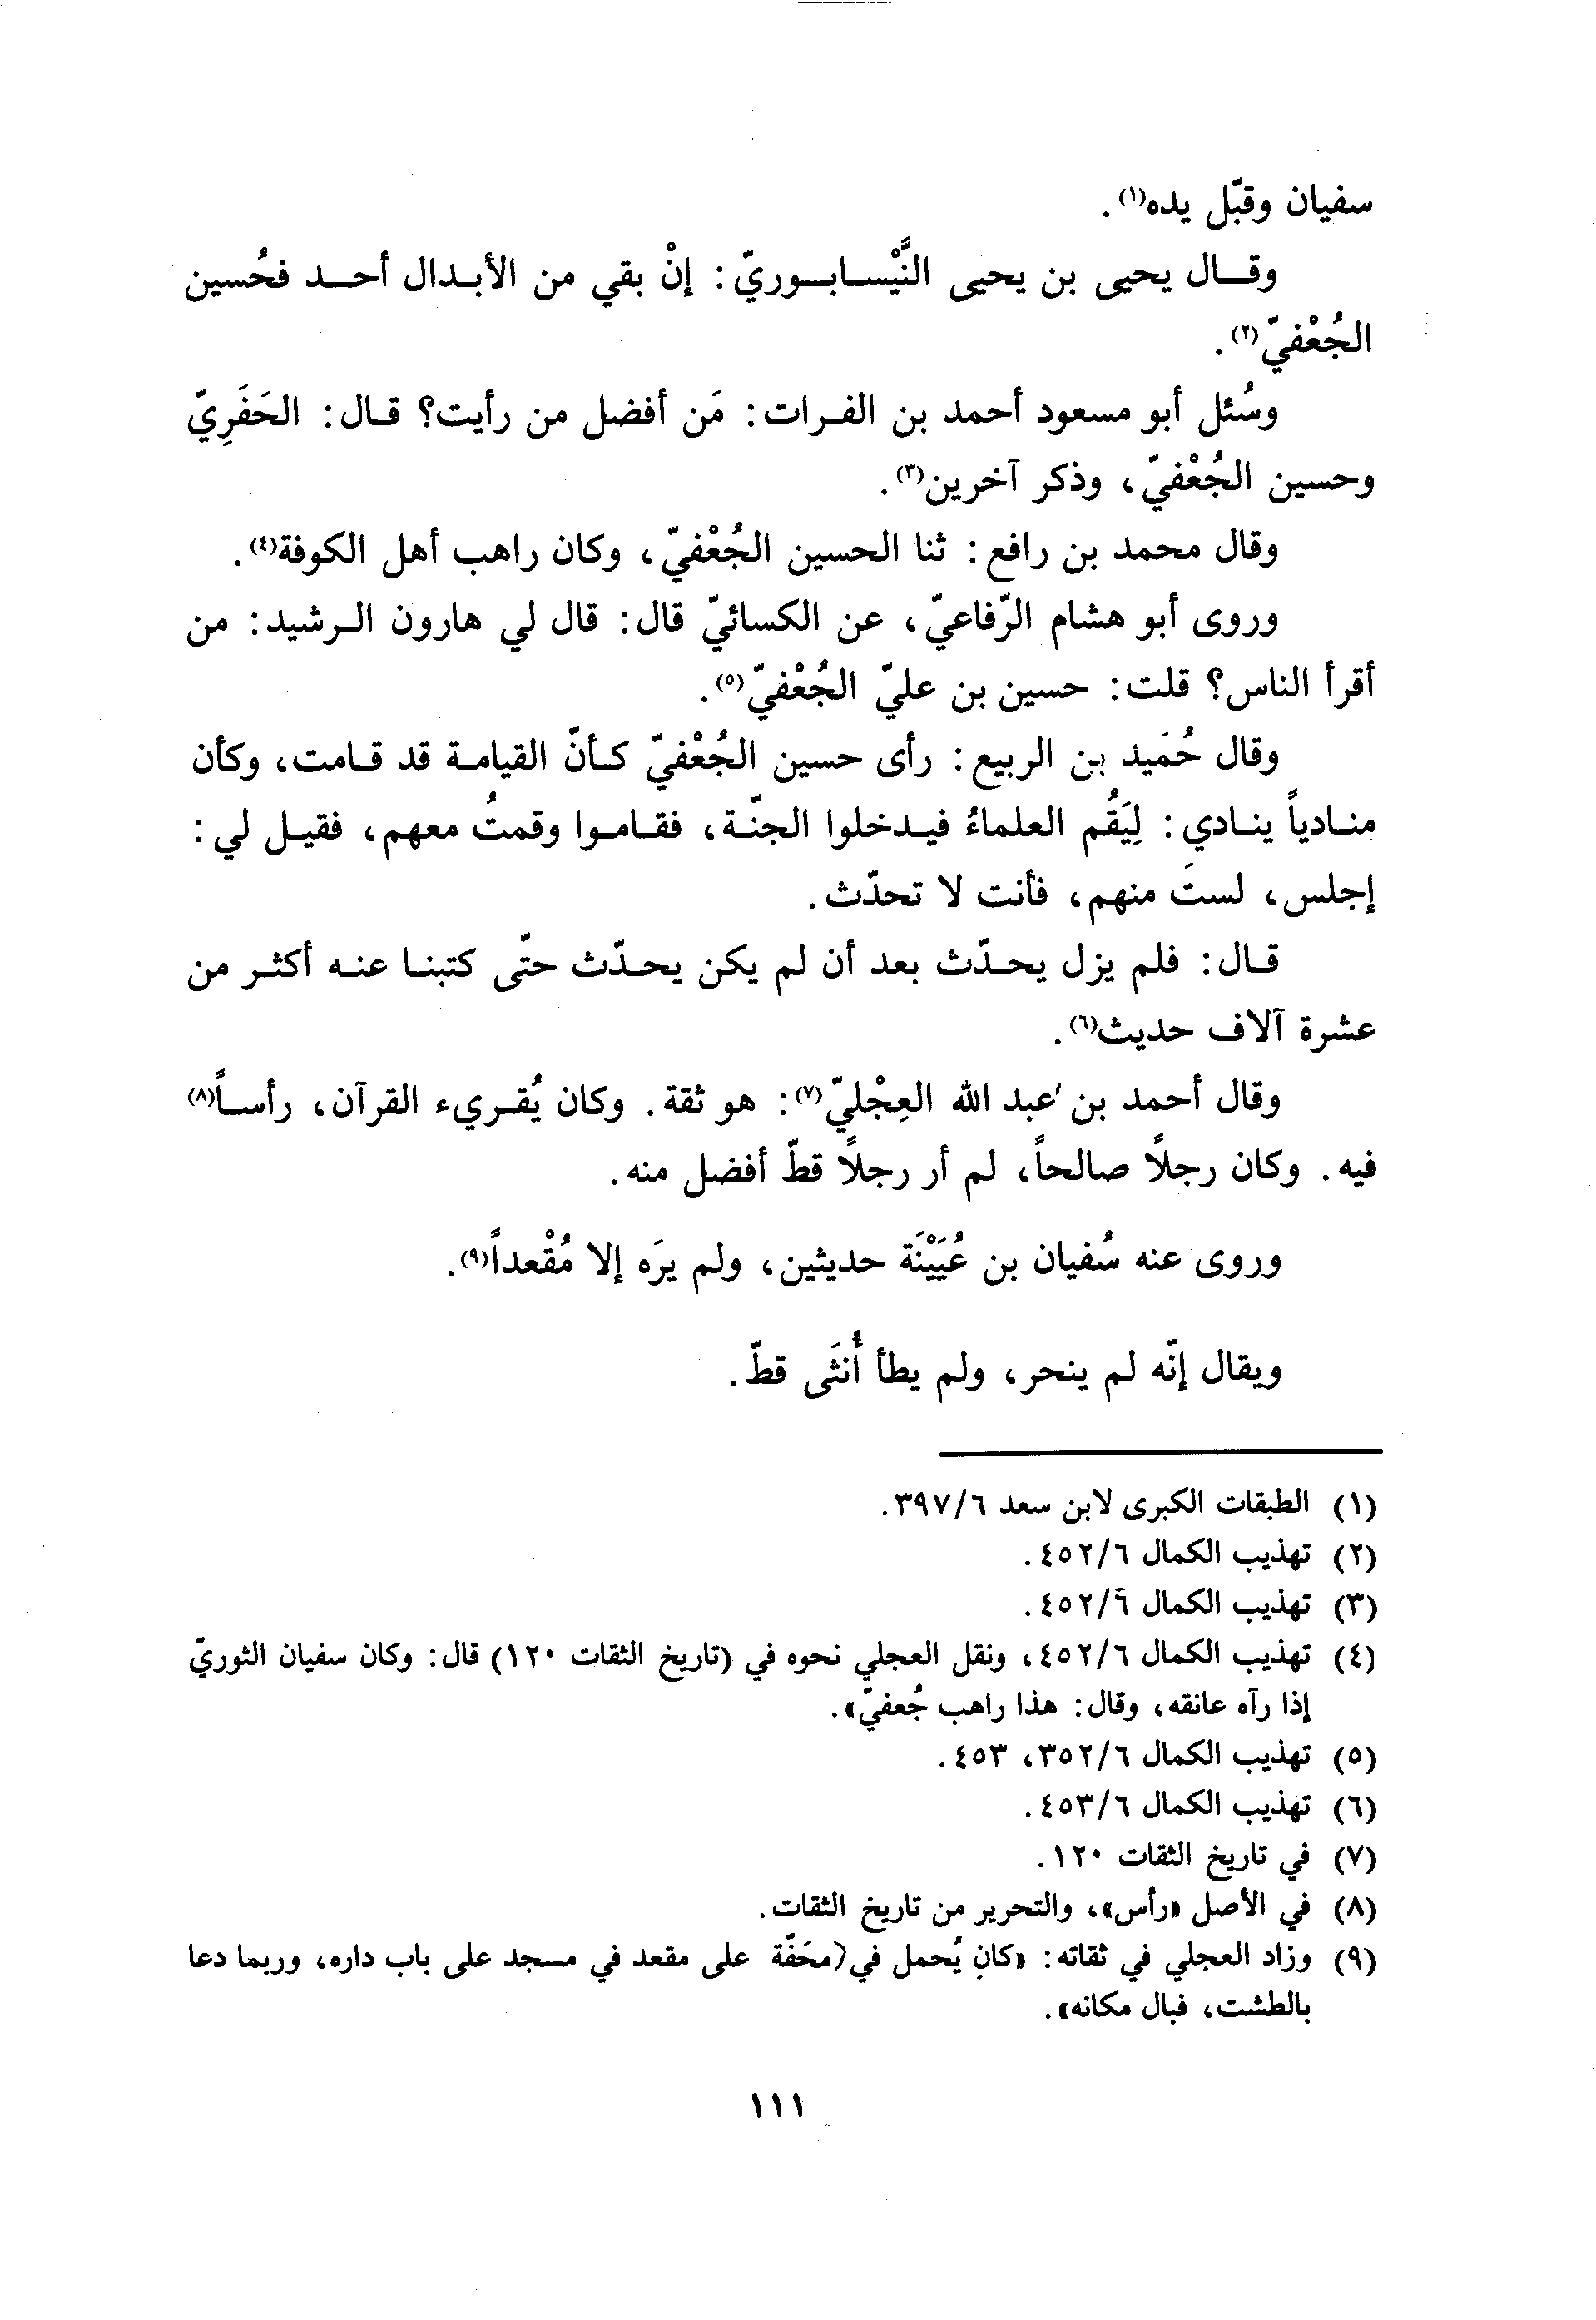 سفيان وقبّل يده(١).
وقال يحيى بن يحيى النَّيْسابوريّ: إنْ بقي من الأبدال أحد فحُسين
الجُعْفيّ(٢).
وسُئل أبو مسعود أحمد بن الفرات: مَن أفضل من رأيت؟ قال: الحَفَرِيّ
وحسين الجُعْفيّ، وذكر آخرين(٣).
وقال محمد بن رافع: ثنا الحسين الجُعْفيّ، وكان راهب أهل الكوفة(٤).
وروى أبو هشام الرّفاعيّ، عن الكسائيّ قال: قال لي هارون الرشيد: من
أقرأ الناس؟ قلت: حسين بن عليّ الجُعْفيّ(٥).
وقال حُمَيد بن الربيع: رأى حسين الجُعْفيّ كأنّ القيامة قد قامت، وكأن
منادياً ينادي: لِيَقُم العلماءُ فيدخلوا الجنّة، فقاموا وقمتُ معهم، فقيل لي:
إجلس، لستَ منهم، فأنت لا تحدّث.
قال: فلم يزل يحدّث بعد أن لم يكن يحدّث حتّى كتبنا عنه أكثر من
عشرة آلاف حديث(٦).
وقال أحمد بن عبد الله العِجْليّ(٧): هو ثقة. وكان يُقريء القرآن، رأساً(٨)
فيه. وكان رجلاً صالحاً، لم أر رجلاً قطّ أفضل منه.
وروى عنه سُفيان بن عُيَيْنَة حديثين، ولم يرَه إلا مُقْعداً(٩).
ويقال إنّه لم ينحر، ولم يطأ أُنثَى قطّ.
(١) الطبقات الكبرى لابن سعد ٣٩٧/٦.
(٢) تهذيب الكمال ٤٥٢/٦.
(٣) تهذيب الكمال ٤٥٢/٦.
(٤) تهذيب الكمال ٤٥٢/٦، ونقل العجلي نحوه في (تاريخ الثقات ١٢٠) قال: وكان سفيان الثوريّ
إذا رآه عانقه، وقال: هذا راهب جُعفيّ».
(٥) تهذيب الكمال ٣٥٢/٦، ٤٥٣.
(٦) تهذيب الكمال ٤٥٣/٦.
(٧) في تاريخ الثقات ١٢٠.
(٨) في الأصل «رأس»، والتحرير من تاريخ الثقات.
(٩) وزاد العجلي في ثقاته: «كان يُحمل في(محَفّة على مقعد في مسجد على باب داره، وربما دعا
بالطشت، فبال مكانه».
١١١